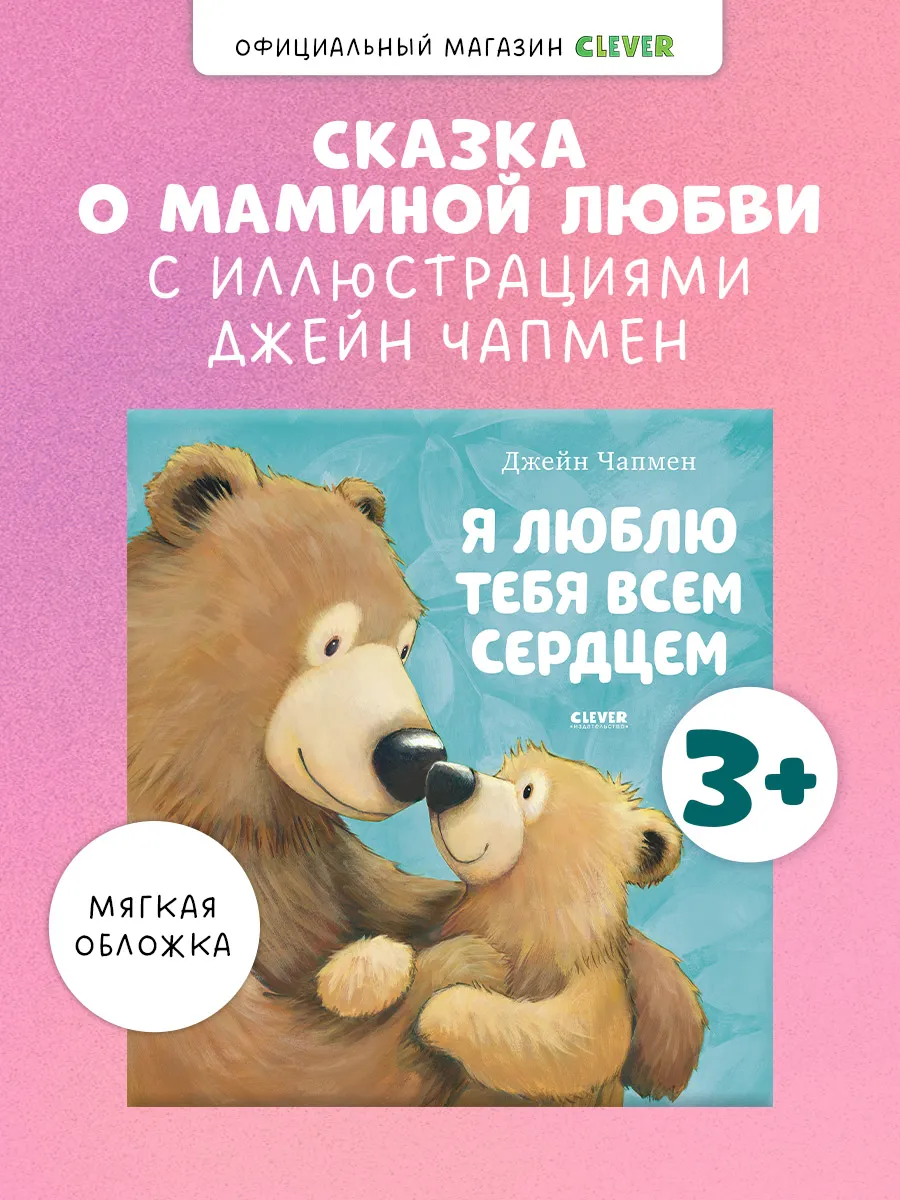 ОФИЦИАЛЬНЫЙ МАГАЗИН CLEVER
СКАЗКА
О МАМИНОЙ ЛЮБВИ
С ИЛЛЮСТРАЦИЯМИ
ДЖЕЙН ЧАПМЕН
Джейн Чапмен
Я ЛЮБЛЮ
ТЕБЯ ВСЕМ
СЕРДЦЕМ
CLEVER
«издательство»
3+
МЯГКАЯ
ОБЛОЖКА